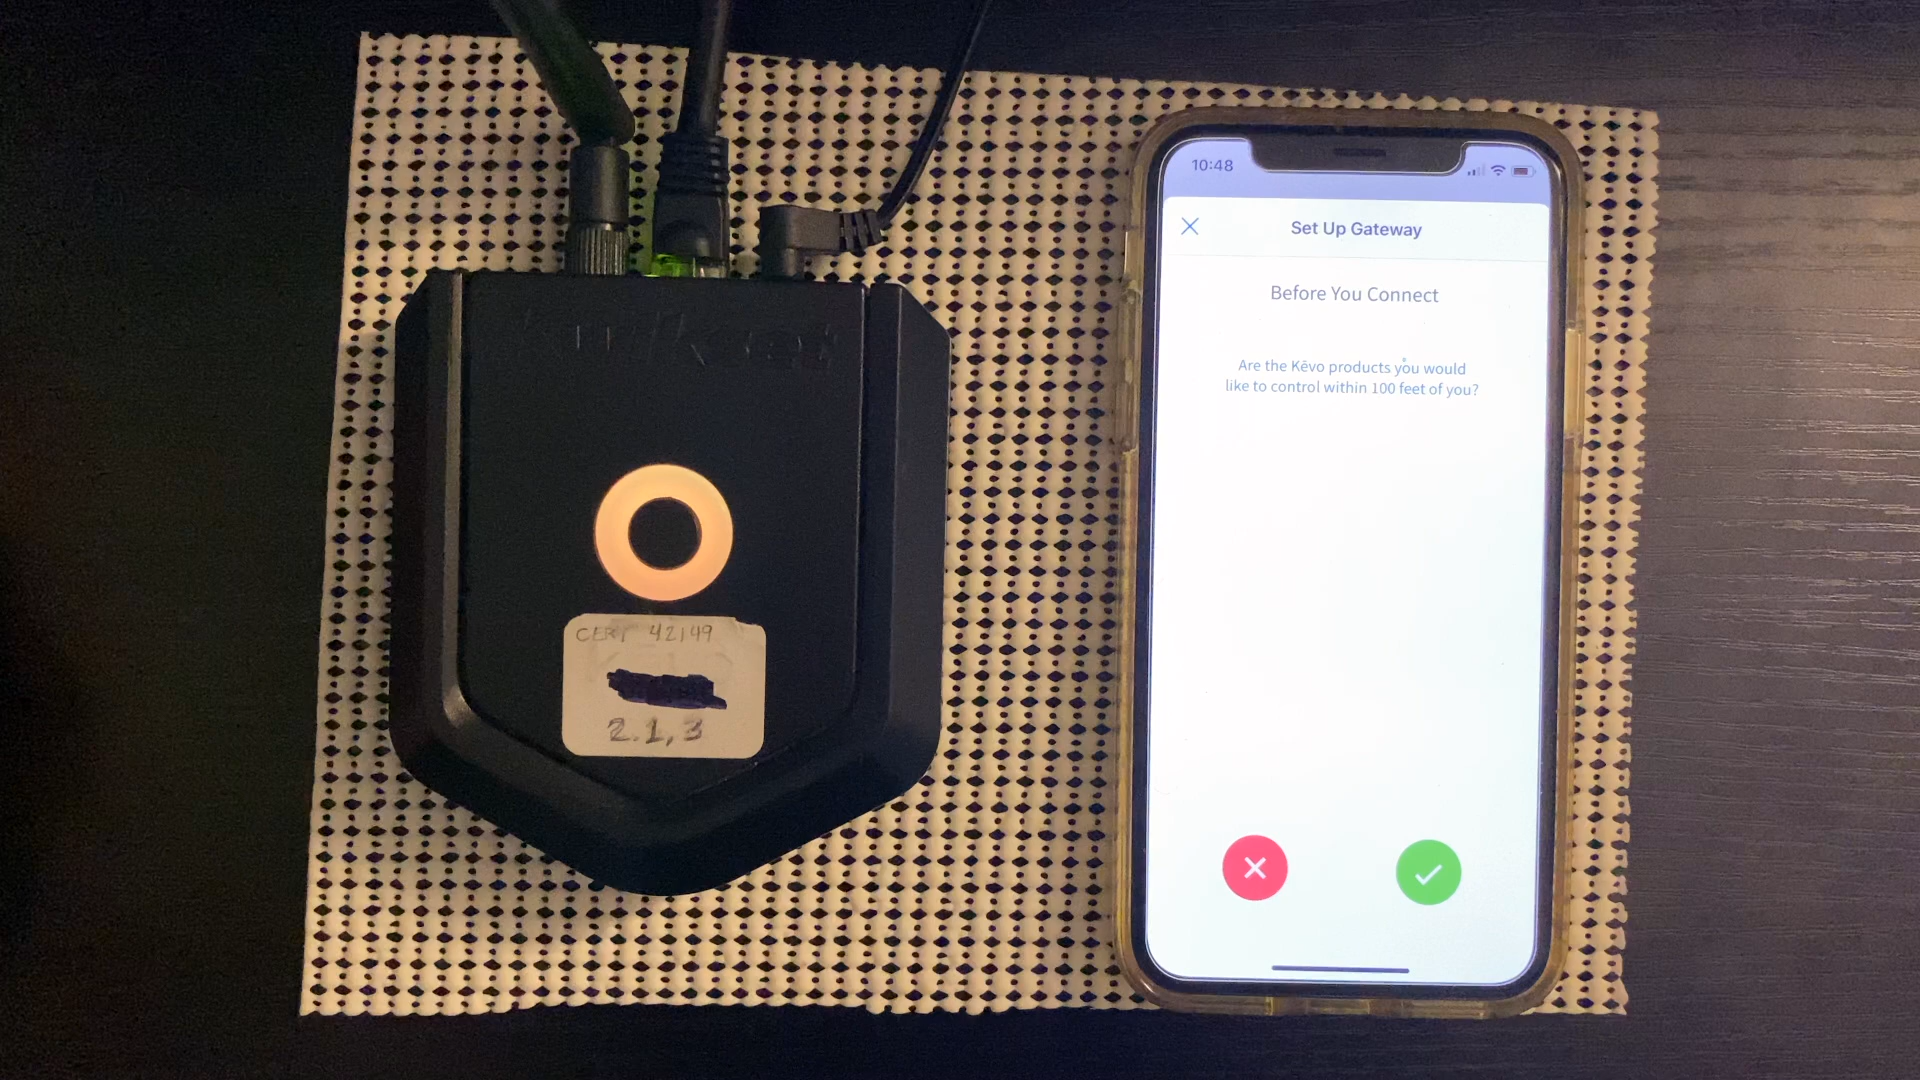 kwikset
CERT 42149
2.1,3
10:48
Set Up Gateway
Before You Connect
Are the Kēvo products you would
like to control within 100 feet of you?